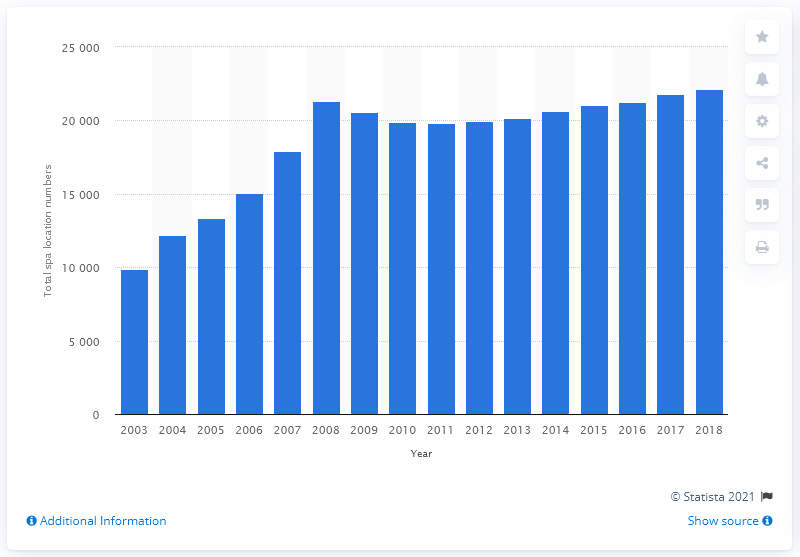 25 000
20 000
15 000
10 000
5 000
0
Total spa location numbers
2003 2004 2005 2006 2007 2008 2009 2010 2011 2012 2013 2014 2015 2016 2017 2018
Year
© Statista 2021
Additional Information
Show source